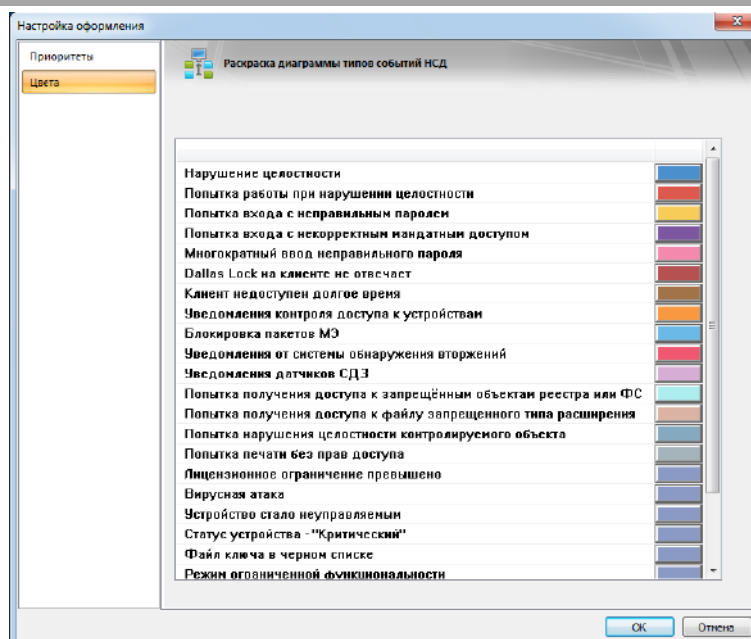 Настройка оформления
Приоритеты
Цвета
Раскраска диаграммы типов событий НСД
Нарушение целостности
Попытка работы при нарушении целостности
Попытка входа с неправильным паролем
Попытка входа с некорректным мандатным доступом
Многократный ввод неправильного пароля
Dallas Lock на клиенте не отвечает
Клиент недоступен долгое время
Уведомления контроля доступа к устройствам
Блокировка пакетов МЭ
Уведомления от системы обнаружения вторжений
Уведомления датчиков СДЗ
Попытка получения доступа к запрещённым объектам реестра или ФС
Попытка получения доступа к файлу запрещенного типа расширения
Попытка нарушения целостности контролируемого объекта
Попытка печати без прав доступа
Лицензионное ограничение превышено
Вирусная атака
Устройство стало неуправляемым
Статус устройства -"Критический"
Файл ключа в черном списке
Режим ограниченной функциональности
ОК
Отмена